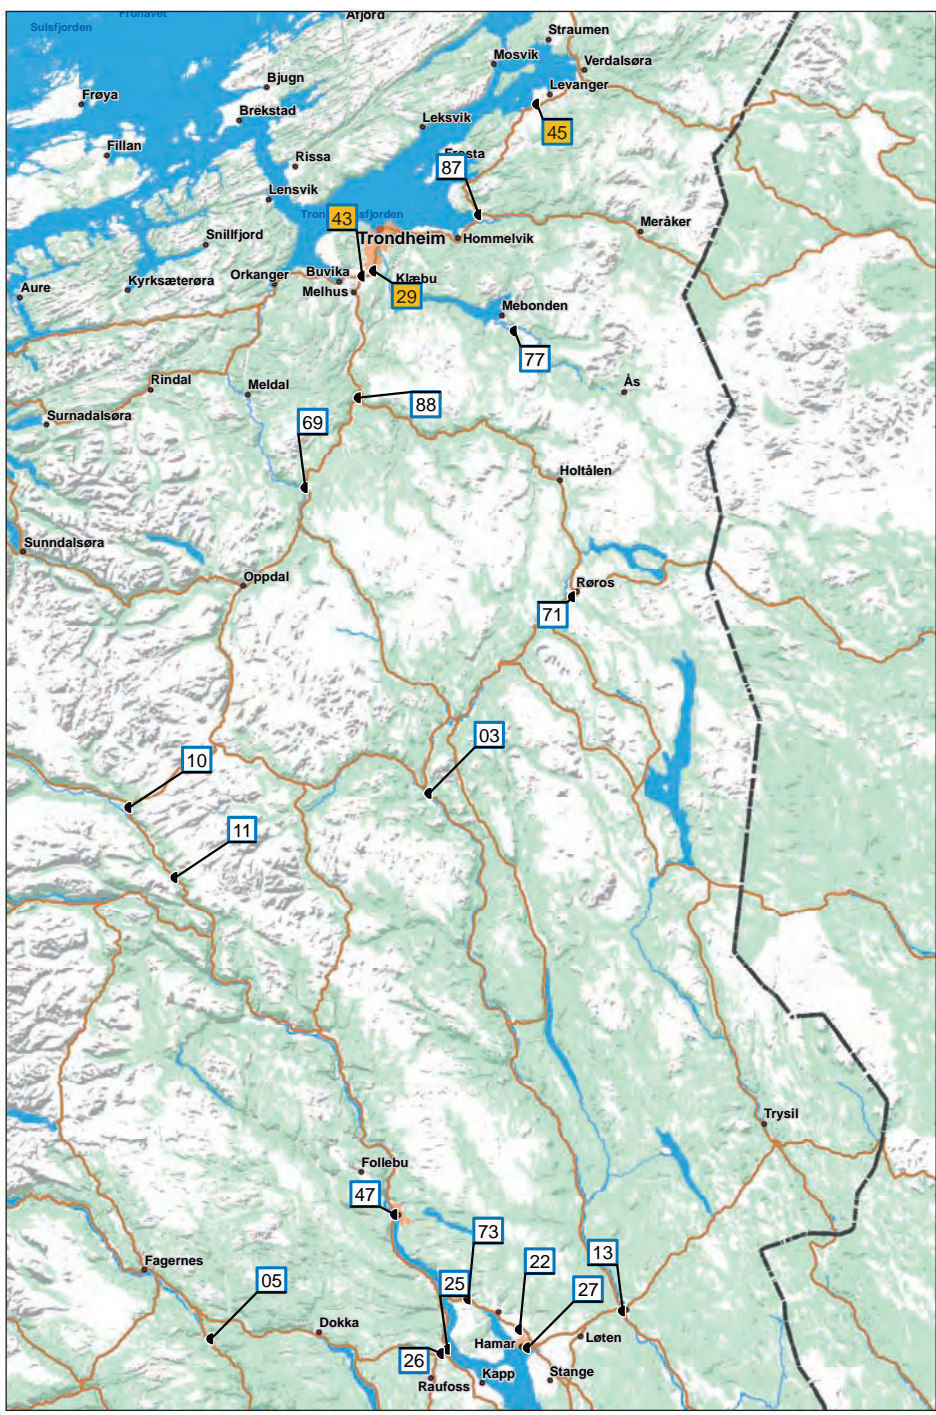 Fronavet
Åfjord
Sulsfjorden
Straumen
Mosvik
Verdalsøra
Bjugn
Levanger
Frøya
Brekstad
Leksvik
45
Fillan
Rissa
Frosta
87
Lensvik
43
Meråker
Trondheim
Hommelvik
Snillfjord
Orkanger
Buvika
Klæbu
Kyrksæterøra
Melhus
29
Aure
Mebonden
77
Rindal
Meldal
Ås
88
Surnadalsøra
69
Holtålen
Sunndalsøra
Oppdal
Røros
71
03
10
11
Trysil
Follebu
47
73
22
13
Fagernes
05
25
27
Dokka
Hamar
Løten
26
Kapp
Stange
Raufoss